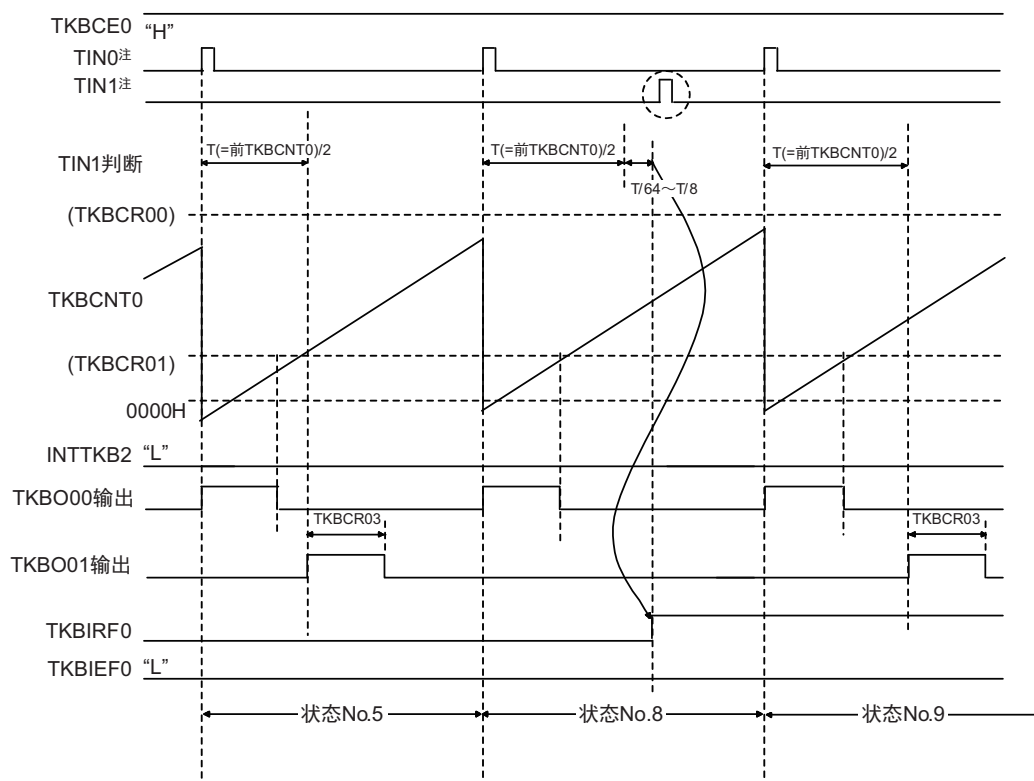 TKBCE0 “H”
TIN0注
TIN1注
TIN1判断
T(=前TKBCNT0)/2
T(=前TKBCNT0)/2
T(=前TKBCNT0)/2
T/64～T/8
(TKBCR00)
TKBCNT0
(TKBCR01)
0000H
INTTKB2 “L”
TKBO00输出
TKBCR03
TKBCR03
TKBO01输出
TKBIRF0
TKBIEF0 “L”
状态No.5
状态No.8
状态No.9